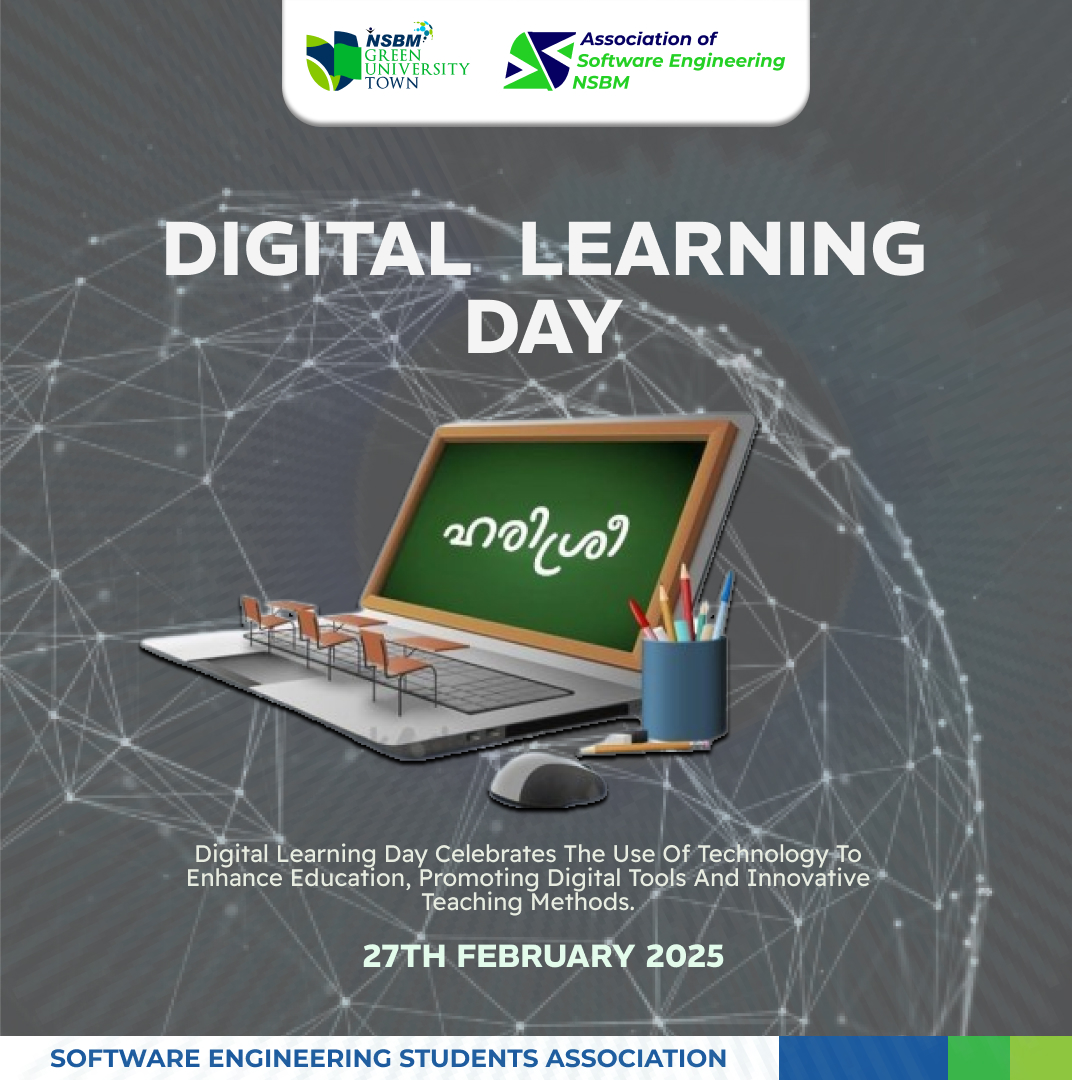 NSBM
GREEN
UNIVERSITY
TOWN
Association of
Software Engineering
NSBM
DIGITAL LEARNING
DAY
ഹരിശ്രീ
Digital Learning Day Celebrates The Use Of Technology To
Enhance Education, Promoting Digital Tools And Innovative
Teaching Methods.
27TH FEBRUARY 2025
SOFTWARE ENGINEERING STUDENTS ASSOCIATION